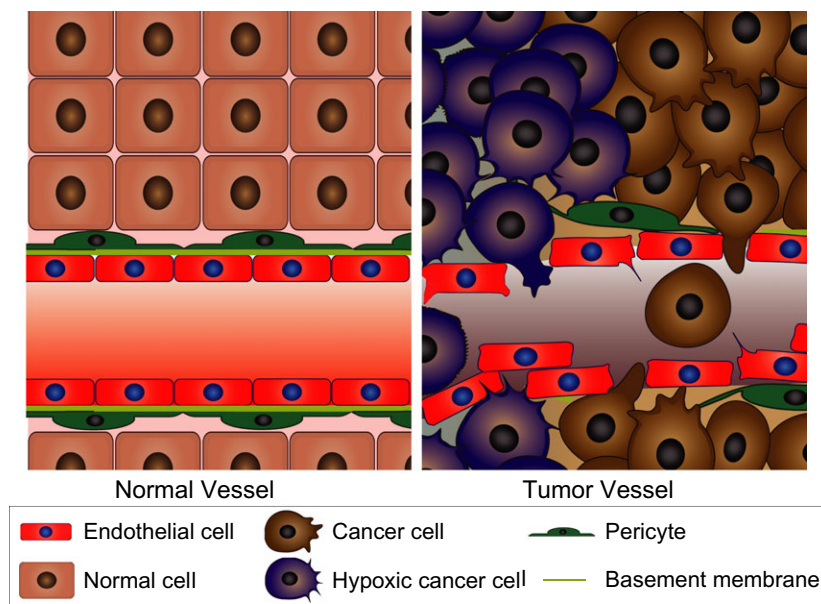 Normal Vessel
Tumor Vessel
Endothelial cell
Cancer cell
Pericyte
Normal cell
Hypoxic cancer cell
Basement membrane